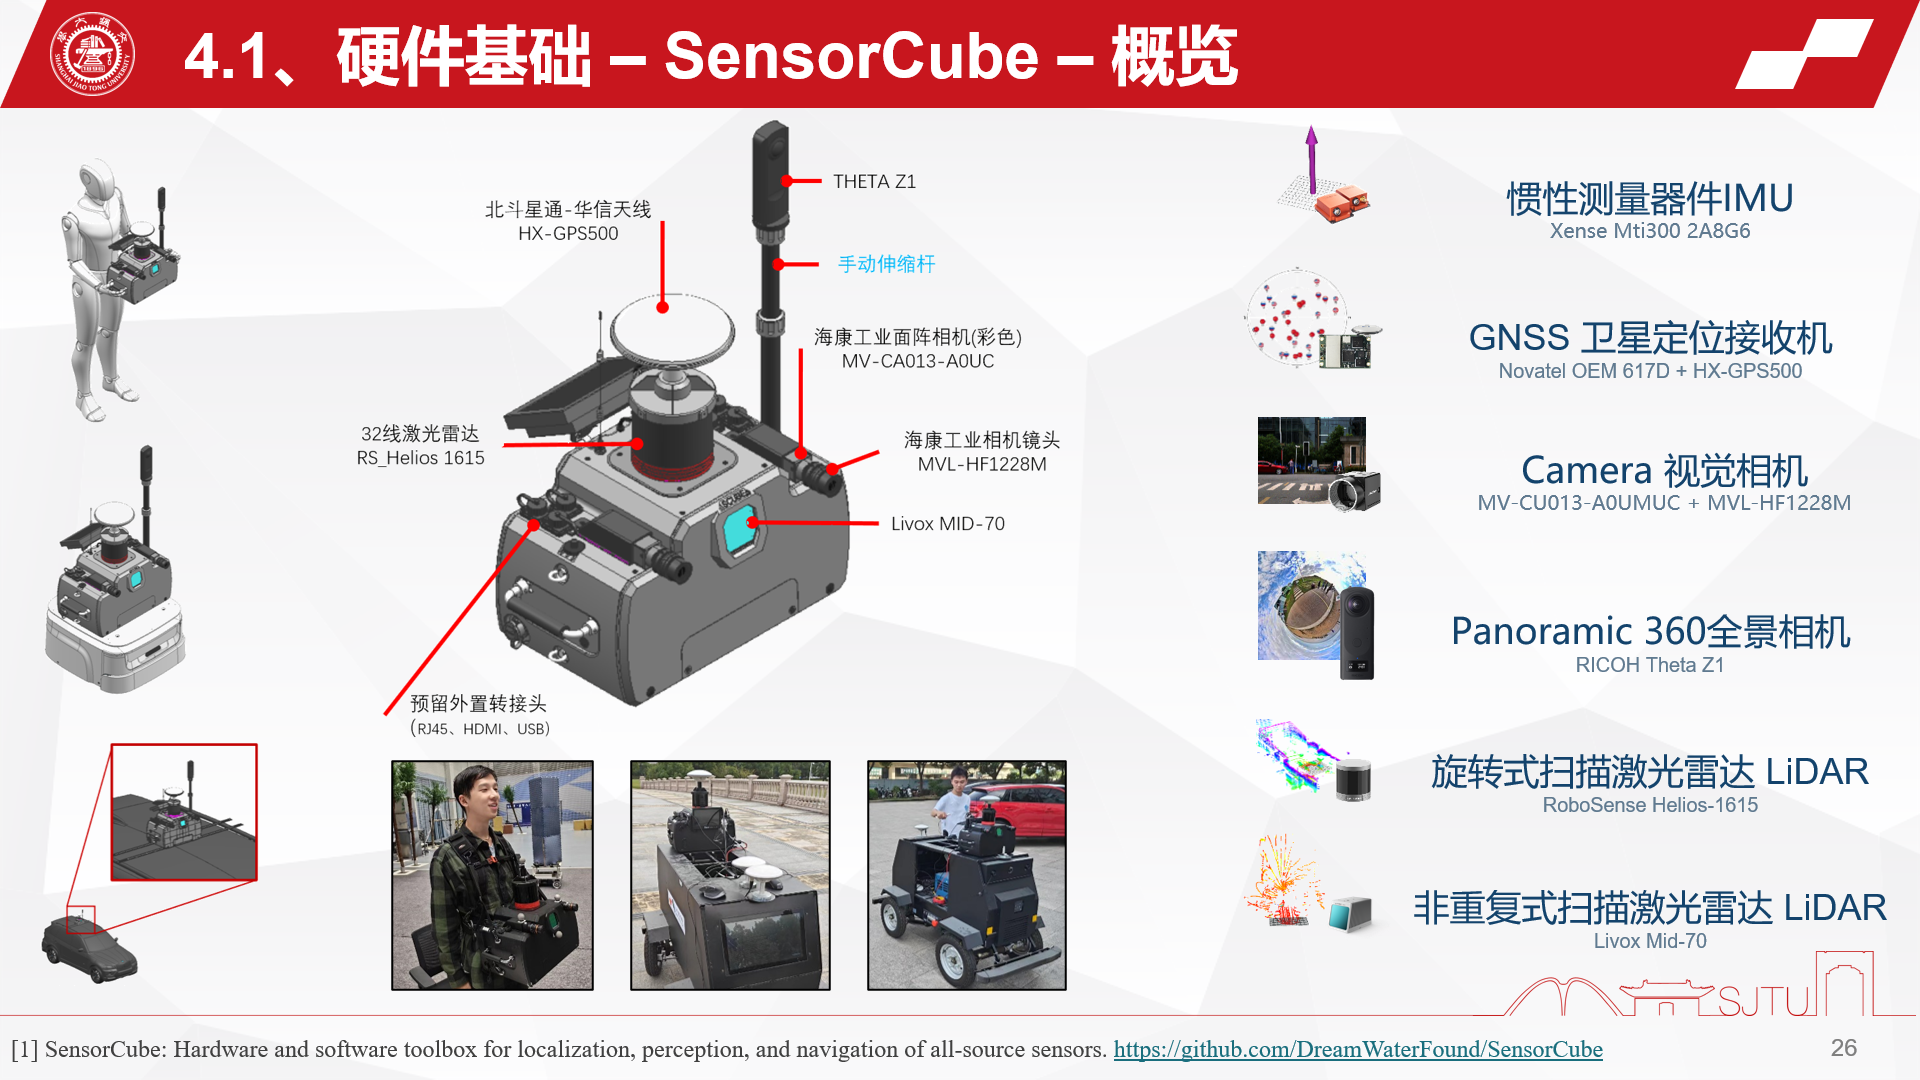 4.1、硬件基础 – SensorCube – 概览
SHANGHAI JIAO TONG UNIVERSITY
THETA Z1
北斗星通-华信天线
HX-GPS500
手动伸缩杆
海康工业面阵相机(彩色)
MV-CA013-A0UC
32线激光雷达
RS_Helios 1615
海康工业相机镜头
MVL-HF1228M
Livox MID-70
预留外置转接头
(RJ45、HDMI、USB)
惯性测量器件IMU
Xense Mti300 2A8G6
GNSS 卫星定位接收机
Novatel OEM 617D + HX-GPS500
Camera 视觉相机
MV-CU013-A0UMUC + MVL-HF1228M
Panoramic 360全景相机
RICOH Theta Z1
旋转式扫描激光雷达 LiDAR
RoboSense Helios-1615
非重复式扫描激光雷达 LiDAR
Livox Mid-70
SJTU
[1] SensorCube: Hardware and software toolbox for localization, perception, and navigation of all-source sensors. https://github.com/DreamWaterFound/SensorCube
26